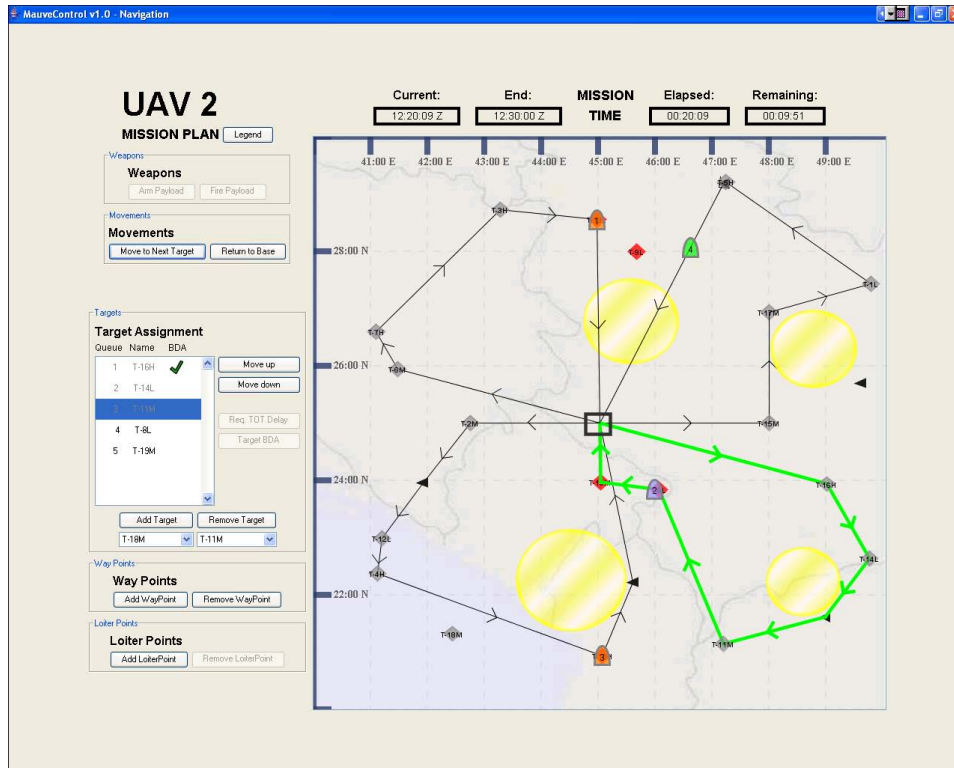 MauveControl v1.0 - Navigation
UAV 2
MISSION PLAN Legend
Current: End: MISSION TIME Elapsed: Remaining:
12:20:09 Z 12:30:00 Z 00:20:09 00:09:51
Weapons
Weapons
Arm Payload Fire Payload
Movements
Movements
Move to Next Target Return to Base
Targets
Target Assignment
Queue Name BDA
1 T-16H
2 T-14L
3 T-11M
4 T-8L
5 T-19M
Move up
Move down
Req. TOT Delay
Target BDA
Add Target Remove Target
T-18M T-11M
Way Points
Way Points
Add WayPoint Remove WayPoint
Loiter Points
Loiter Points
Add LoiterPoint Remove LoiterPoint
41:00 E 42:00 E 43:00 E 44:00 E 45:00 E 46:00 E 47:00 E 48:00 E 49:00 E
T-5H
T-3H
1
28:00 N
4
T-1L
T-17M
T-7H
26:00 N
T-9M
T-2M
T-15M
24:00 N
2
T-16H
T-12L
T-14L
T-4H
22:00 N
T-18M
T-11M
3